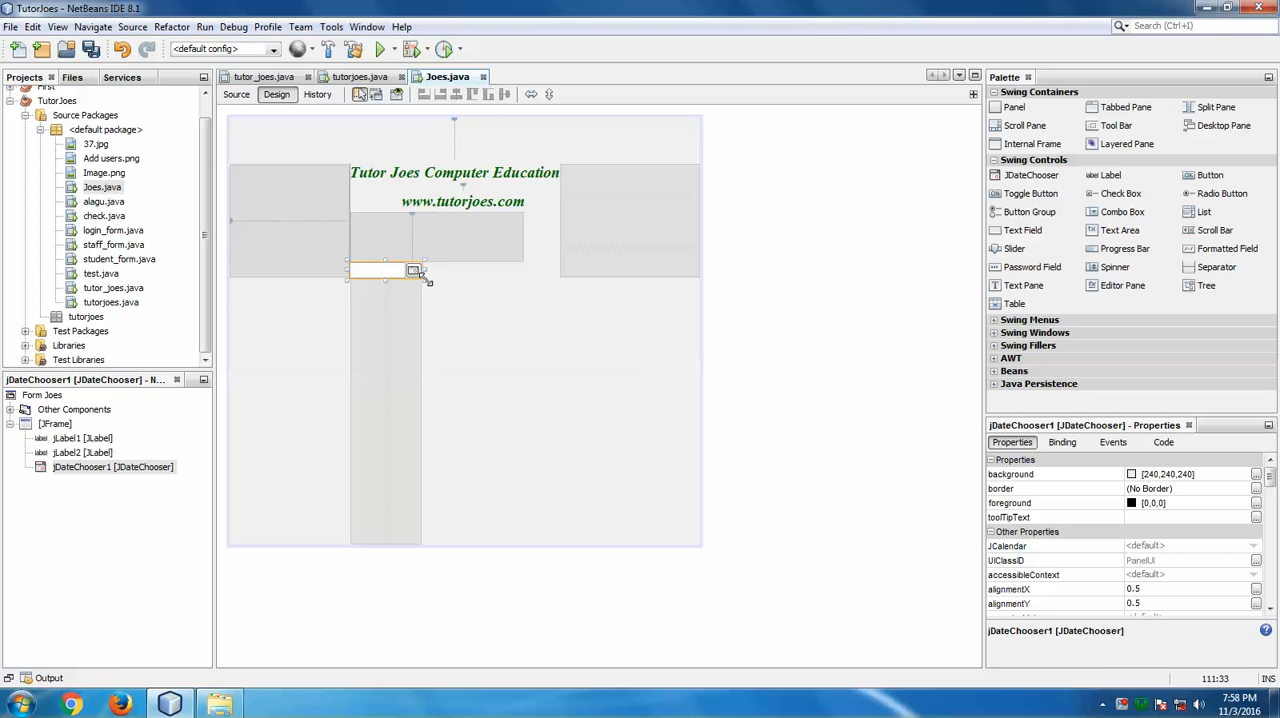 TutorJoes - NetBeans IDE 8.1
File Edit View Navigate Source Refactor Run Debug Profile Team Tools Window Help
Search (Ctrl+I)
<default config>
Projects Files Services
First
TutorJoes
Source Packages
<default package>
37.jpg
Add users.png
Image.png
Joes.java
alagu.java
check.java
login_form.java
staff_form.java
student_form.java
test.java
tutor_joes.java
tutorjoes.java
tutorjoes
Test Packages
Libraries
Test Libraries
jDateChooser1 [JDateChooser] - N...
Form Joes
Other Components
[JFrame]
jLabel1 [JLabel]
jLabel2 [JLabel]
jDateChooser1 [JDateChooser]
Output
tutor_joes.java tutorjoes.java Joes.java
Source Design History
Tutor Joes Computer Education
www.tutorjoes.com
Palette
Swing Containers
Panel Tabbed Pane Split Pane
Scroll Pane Tool Bar Desktop Pane
Internal Frame Layered Pane
Swing Controls
JDateChooser Label Button
Toggle Button Check Box Radio Button
Button Group Combo Box List
Text Field Text Area Scroll Bar
Slider Progress Bar Formatted Field
Password Field Spinner Separator
Text Pane Editor Pane Tree
Table
Swing Menus
Swing Windows
Swing Fillers
AWT
Beans
Java Persistence
jDateChooser1 [JDateChooser] - Properties
Properties Binding Events Code
Properties
background [240,240,240]
border (No Border)
foreground [0,0,0]
toolTipText
Other Properties
JCalendar <default>
UIClassID PanelUI
accessibleContext <default>
alignmentX 0.5
alignmentY 0.5
jDateChooser1 [JDateChooser]
111:33 INS
7:58 PM
11/3/2016